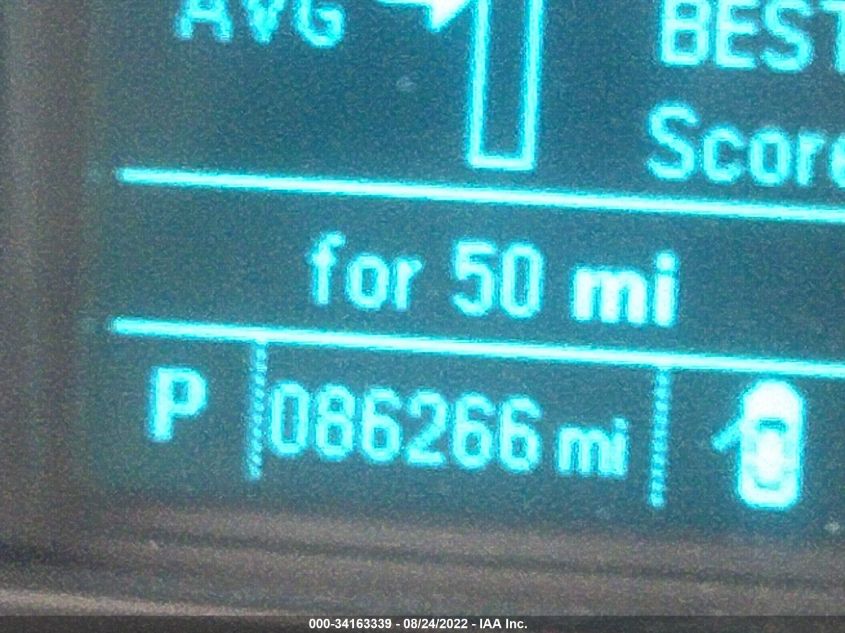 AVG
BEST
Score
for 50 mi
P 086266 mi
000-34163339 - 08/24/2022 - IAA Inc.